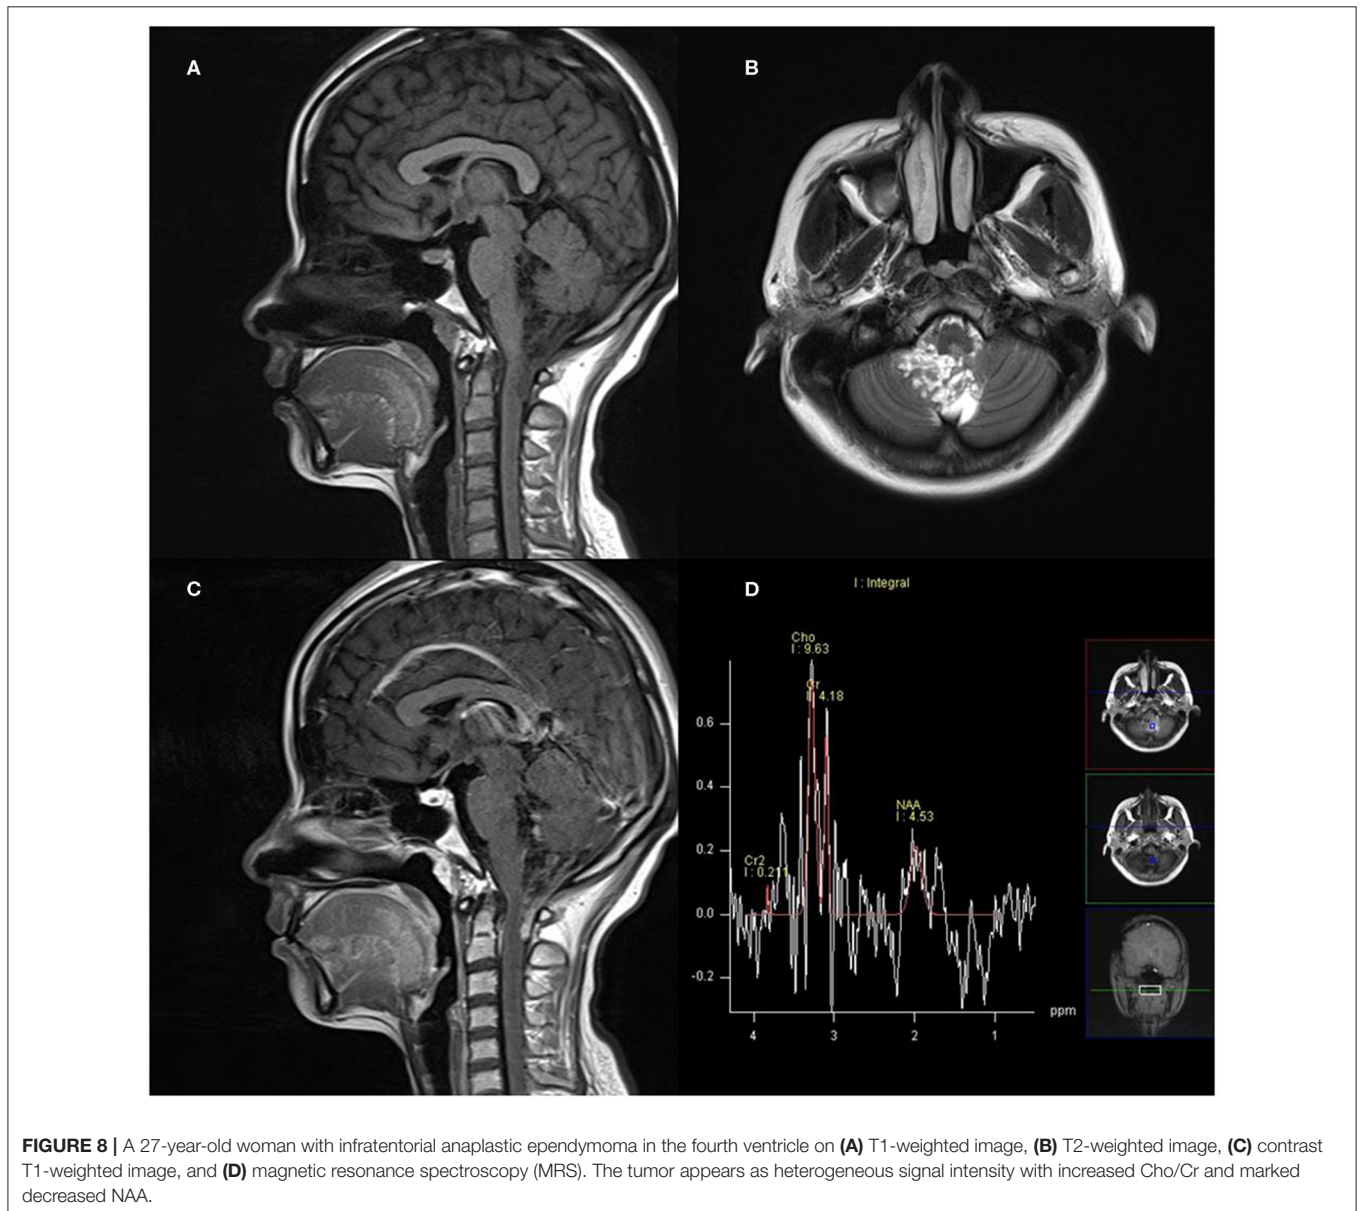 A
B
C
D
I : Integral
Cho
I : 9.63
Cr
I : 4.18
NAA
I : 4.53
Cr2
I : 0.211
0.6
0.4
0.2
0.0
-0.2
ppm
4 3 2 1
FIGURE 8 | A 27-year-old woman with infratentorial anaplastic ependymoma in the fourth ventricle on (A) T1-weighted image, (B) T2-weighted image, (C) contrast
T1-weighted image, and (D) magnetic resonance spectroscopy (MRS). The tumor appears as heterogeneous signal intensity with increased Cho/Cr and marked
decreased NAA.